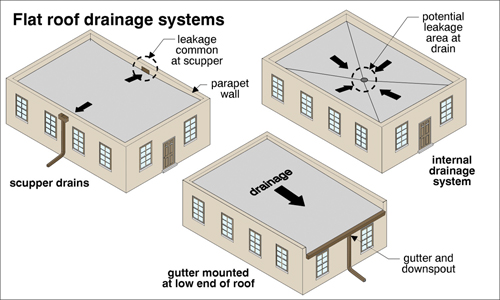 Flat roof drainage systems
leakage
common
at scupper
parapet
wall
scupper drains
potential
leakage
area at
drain
internal
drainage
system
drainage
gutter and
downspout
gutter mounted
at low end of roof